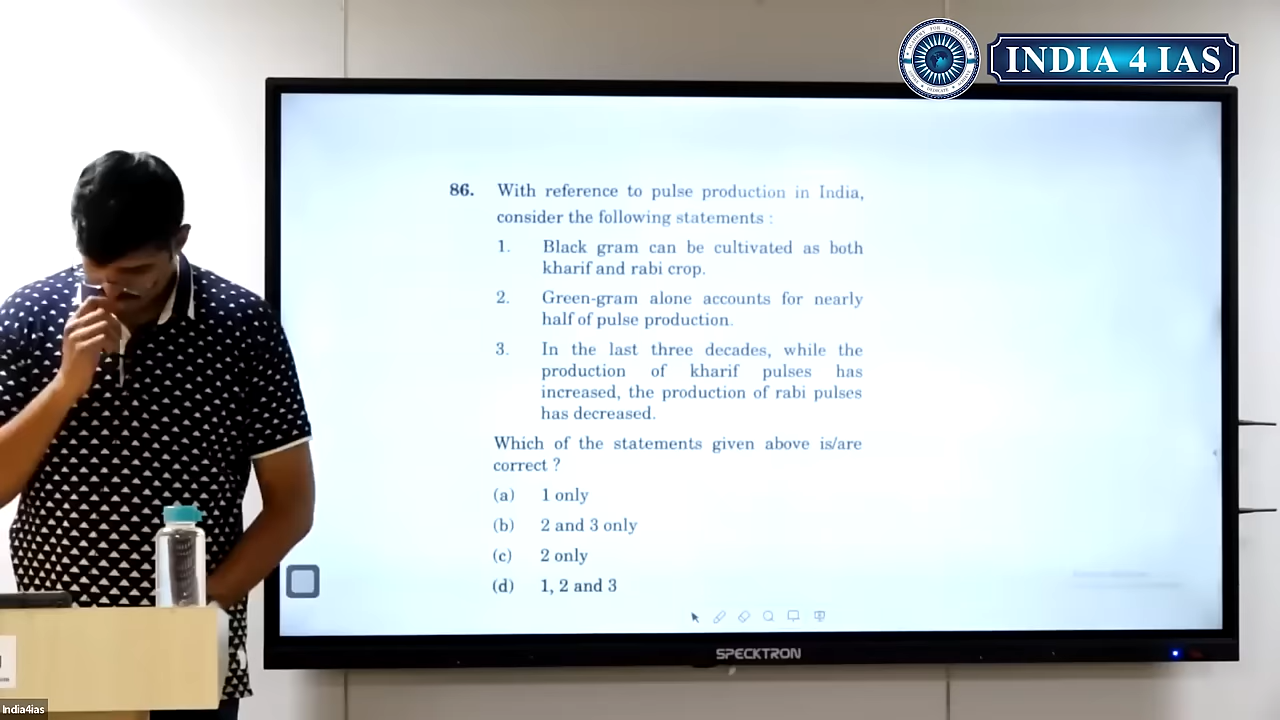 INDIA 4 IAS
86. With reference to pulse production in India,
consider the following statements :
1. Black gram can be cultivated as both
kharif and rabi crop.
2. Green-gram alone accounts for nearly
half of pulse production.
3. In the last three decades, while the
production of kharif pulses has
increased, the production of rabi pulses
has decreased.
Which of the statements given above is/are
correct ?
(a) 1 only
(b) 2 and 3 only
(c) 2 only
(d) 1, 2 and 3
SPECKTRON
India4ias